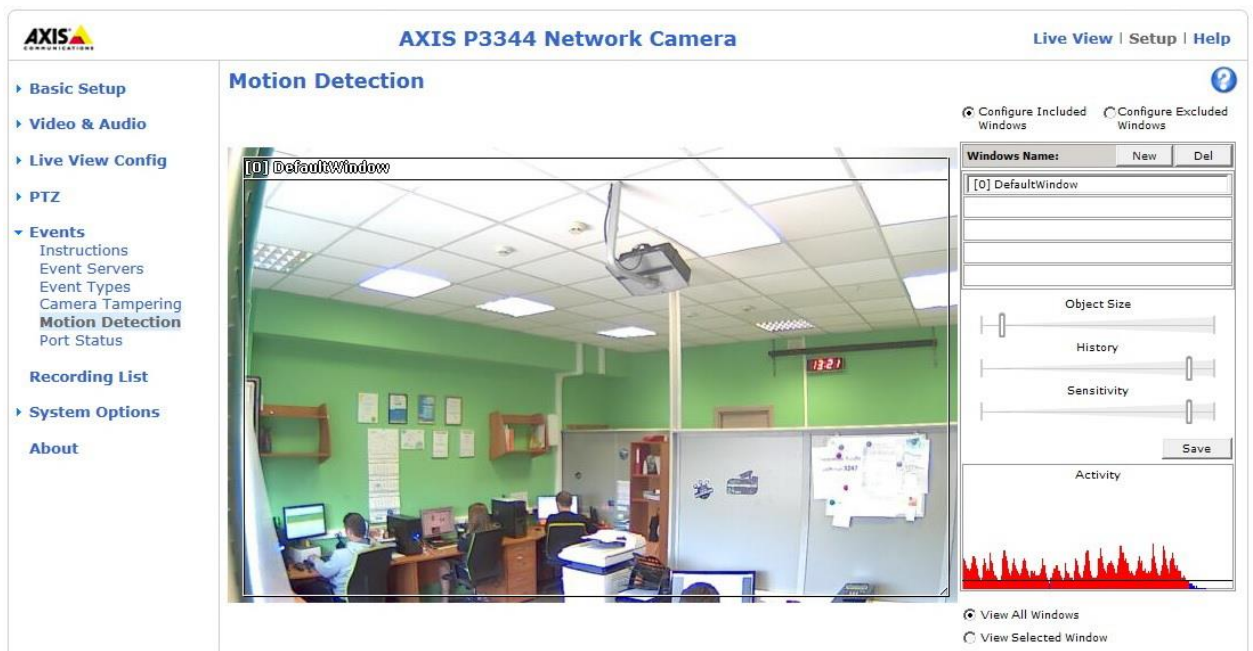 AXIS
COMMUNICATIONS
AXIS P3344 Network Camera
Live View | Setup | Help
Basic Setup
Video & Audio
Live View Config
PTZ
Events
Instructions
Event Servers
Event Types
Camera Tampering
Motion Detection
Port Status
Recording List
System Options
About
Motion Detection
?
Configure Included
Windows
Configure Excluded
Windows
Windows Name:
New
Del
[0] DefaultWindow
[0] DefaultWindow
13:21
Object Size
History
Sensitivity
Save
Activity
View All Windows
View Selected Window